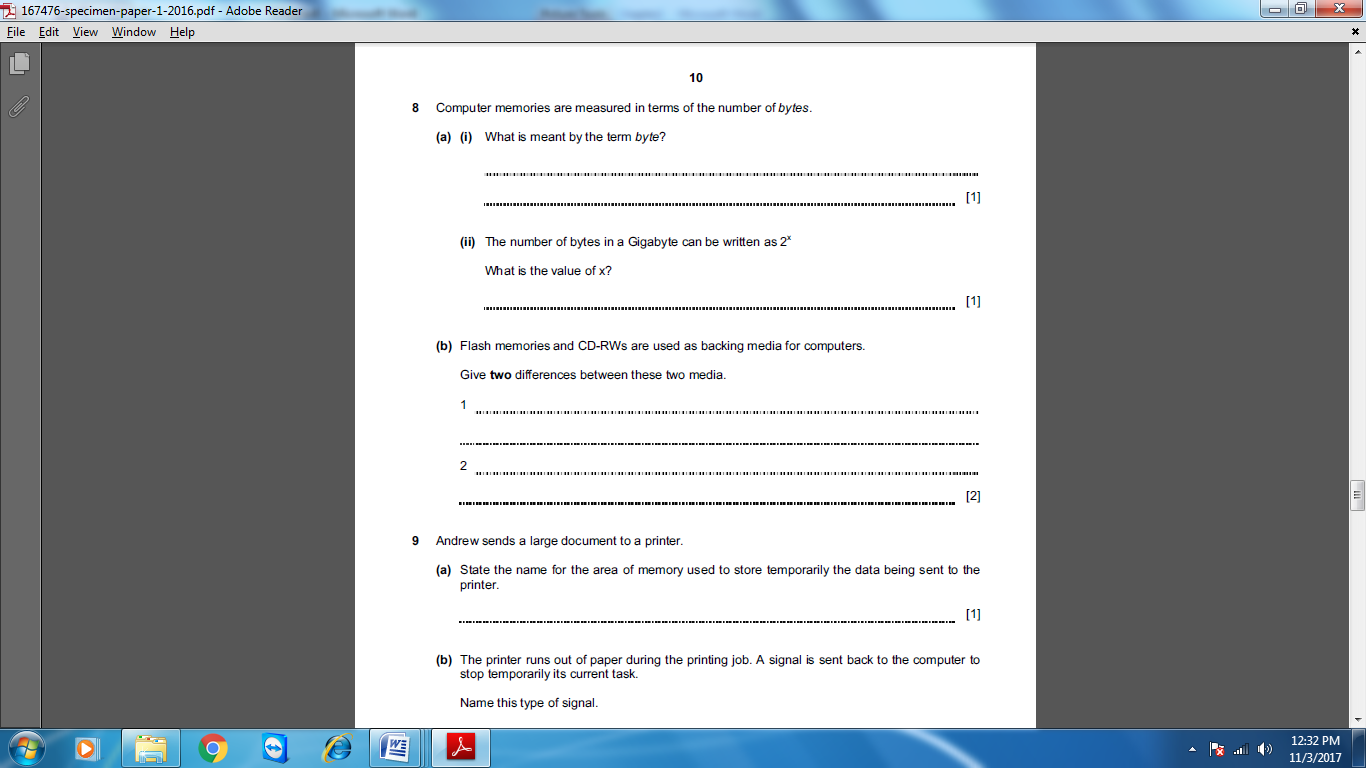 167476-specimen-paper-1-2016.pdf - Adobe Reader
File Edit View Window Help
10
8 Computer memories are measured in terms of the number of bytes.
(a) (i) What is meant by the term byte?
[1]
(ii) The number of bytes in a Gigabyte can be written as 2ˣ
What is the value of x?
[1]
(b) Flash memories and CD-RWs are used as backing media for computers.
Give two differences between these two media.
1
2
[2]
9 Andrew sends a large document to a printer.
(a) State the name for the area of memory used to store temporarily the data being sent to the
printer.
[1]
(b) The printer runs out of paper during the printing job. A signal is sent back to the computer to
stop temporarily its current task.
Name this type of signal.
12:32 PM
11/3/2017